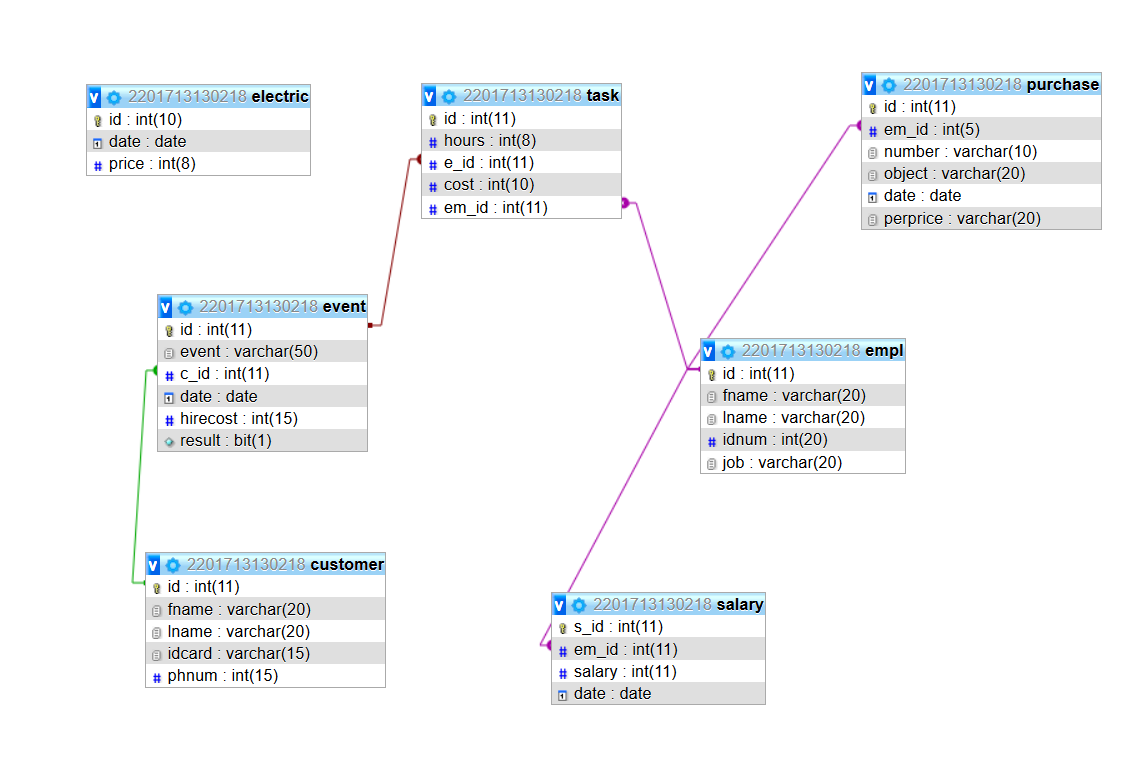 v 2201713130218 electric
id : int(10)
date : date
price : int(8)
v 2201713130218 task
id : int(11)
hours : int(8)
e_id : int(11)
cost : int(10)
em_id : int(11)
v 2201713130218 purchase
id : int(11)
em_id : int(5)
number : varchar(10)
object : varchar(20)
date : date
perprice : varchar(20)
v 2201713130218 event
id : int(11)
event : varchar(50)
c_id : int(11)
date : date
hirecost : int(15)
result : bit(1)
v 2201713130218 empl
id : int(11)
fname : varchar(20)
lname : varchar(20)
idnum : int(20)
job : varchar(20)
v 2201713130218 customer
id : int(11)
fname : varchar(20)
lname : varchar(20)
idcard : varchar(15)
phnum : int(15)
v 2201713130218 salary
s_id : int(11)
em_id : int(11)
salary : int(11)
date : date